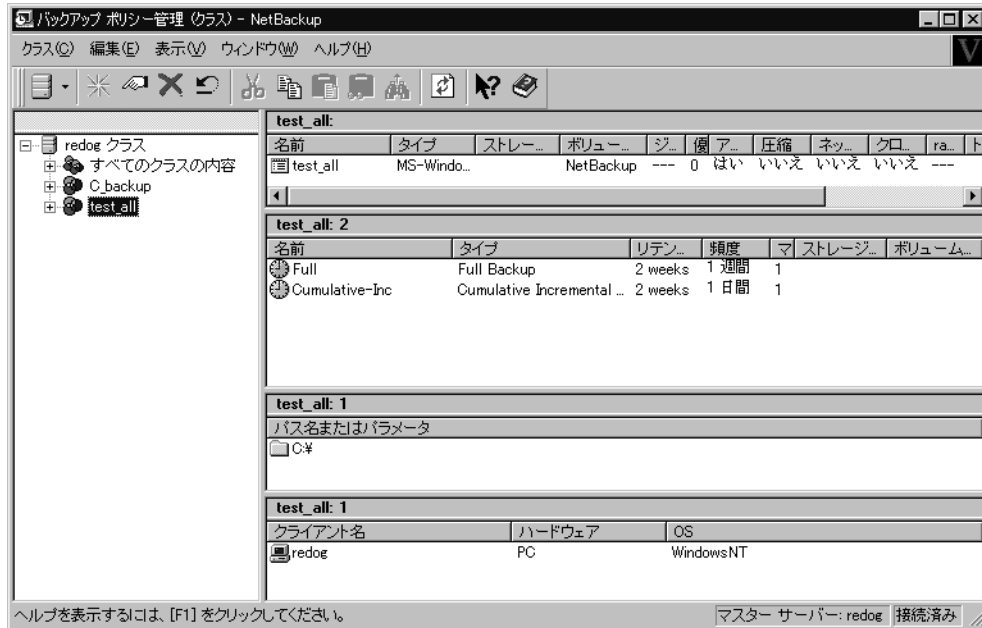 バックアップ ポリシー管理 (クラス) - NetBackup
クラス(C) 編集(E) 表示(V) ウィンドウ(W) ヘルプ(H)
redog クラス
すべてのクラスの内容
C_backup
test_all
test_all:
名前 タイプ ストレー... ボリュー... ジ... 優 ア... 圧縮 ネッ... クロ... ra... ト
test_all MS-Windo... NetBackup --- 0 はい いいえ いいえ いいえ ---
test_all: 2
名前 タイプ リテン... 頻度 マ ストレージ... ボリューム...
Full Full Backup 2 weeks 1 週間 1
Cumulative-Inc Cumulative Incremental ... 2 weeks 1 日間 1
test_all: 1
パス名またはパラメータ
C:¥
test_all: 1
クライアント名 ハードウェア OS
redog PC WindowsNT
ヘルプを表示するには、[F1] をクリックしてください。
マスター サーバー: redog 接続済み